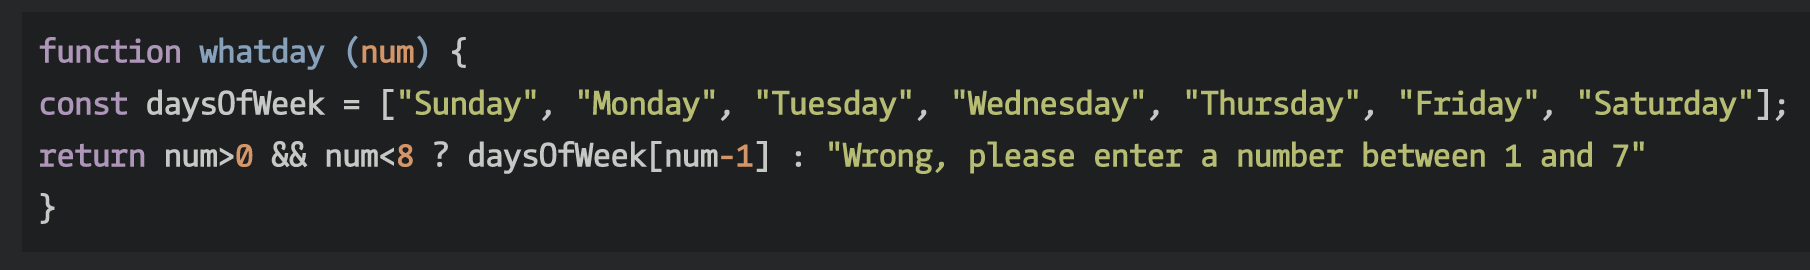 function whatday (num) {
const daysOfWeek = ["Sunday", "Monday", "Tuesday", "Wednesday", "Thursday", "Friday", "Saturday"];
return num>0 && num<8 ? daysOfWeek[num-1] : "Wrong, please enter a number between 1 and 7"
}